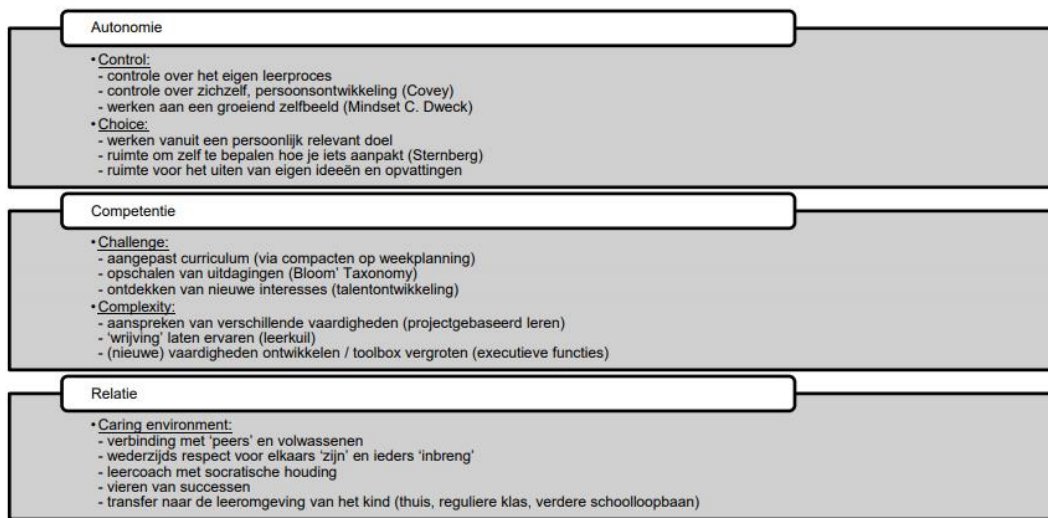 Autonomie
• Control:
- controle over het eigen leerproces
- controle over zichzelf, persoonsontwikkeling (Covey)
- werken aan een groeiend zelfbeeld (Mindset C. Dweck)
• Choice:
- werken vanuit een persoonlijk relevant doel
- ruimte om zelf te bepalen hoe je iets aanpakt (Sternberg)
- ruimte voor het uiten van eigen ideeën en opvattingen
Competentie
• Challenge:
- aangepast curriculum (via compacten op weekplanning)
- opschalen van uitdagingen (Bloom’ Taxonomy)
- ontdekken van nieuwe interesses (talentontwikkeling)
• Complexity:
- aanspreken van verschillende vaardigheden (projectgebaseerd leren)
- ‘wrijving’ laten ervaren (leerkuil)
- (nieuwe) vaardigheden ontwikkelen / toolbox vergroten (executieve functies)
Relatie
• Caring environment:
- verbinding met ‘peers’ en volwassenen
- wederzijds respect voor elkaars ‘zijn’ en ieders ‘inbreng’
- leercoach met socratische houding
- vieren van successen
- transfer naar de leeromgeving van het kind (thuis, reguliere klas, verdere schoolloopbaan)